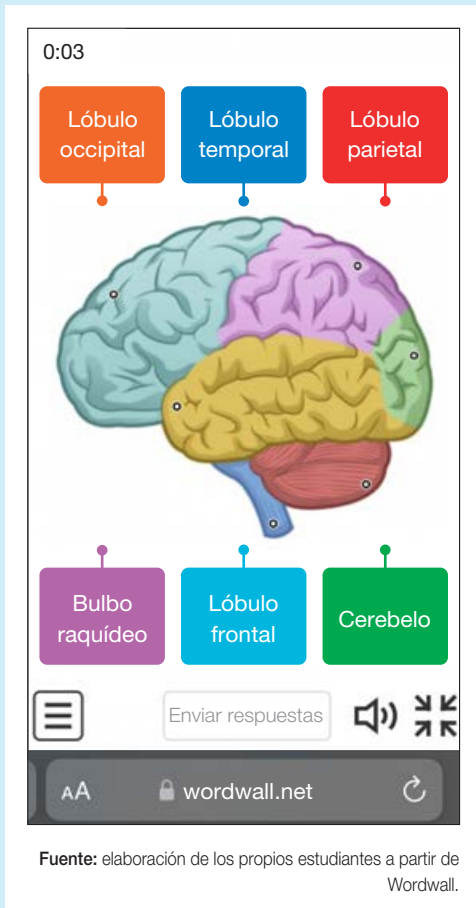 0:03
Lóbulo
occipital
Lóbulo
temporal
Lóbulo
parietal
Bulbo
raquídeo
Lóbulo
frontal
Cerebelo
Enviar respuestas
AA
wordwall.net
Fuente: elaboración de los propios estudiantes a partir de
Wordwall.